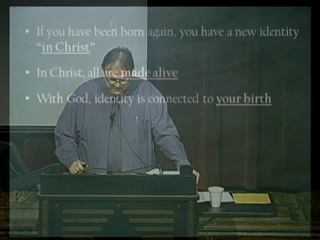 • If you have been born again, you have a new identity
"in Christ"
• In Christ, all are made alive
• With God, identity is connected to your birth